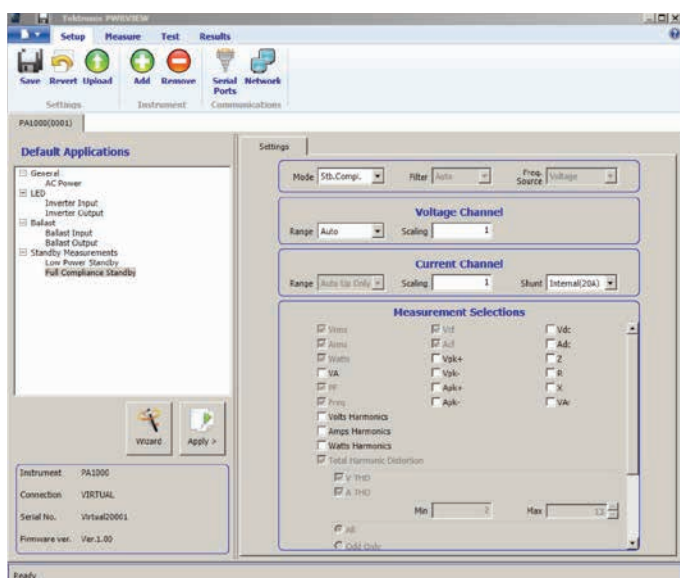 Tektronix PWRVIEW
Setup Measure Test Results
Save Revert Upload Add Remove Serial Ports Network
Settings Instrument Communications
PA1000(0001)
Default Applications
General
AC Power
LED
Inverter Input
Inverter Output
Ballast
Ballast Input
Ballast Output
Standby Measurements
Low Power Standby
Full Compliance Standby
Wizard Apply >
Instrument PA1000
Connection VIRTUAL
Serial No. Virtual20001
Firmware ver. Ver.1.00
Settings
Mode Stb.Compl. Filter Auto Freq. Source Voltage
Voltage Channel
Range Auto Scaling 1
Current Channel
Range Auto Up Only Scaling 1 Shunt Internal(20A)
Measurement Selections
Vrms Vcf Vdc
Arms Acf Adc
Watts Vpk+ Z
VA Vpk- R
PF Apk+ X
Freq Apk- VAr
Volts Harmonics
Amps Harmonics
Watts Harmonics
Total Harmonic Distortion
V THD
A THD
Min 2 Max 13
All
Odd Only
Ready